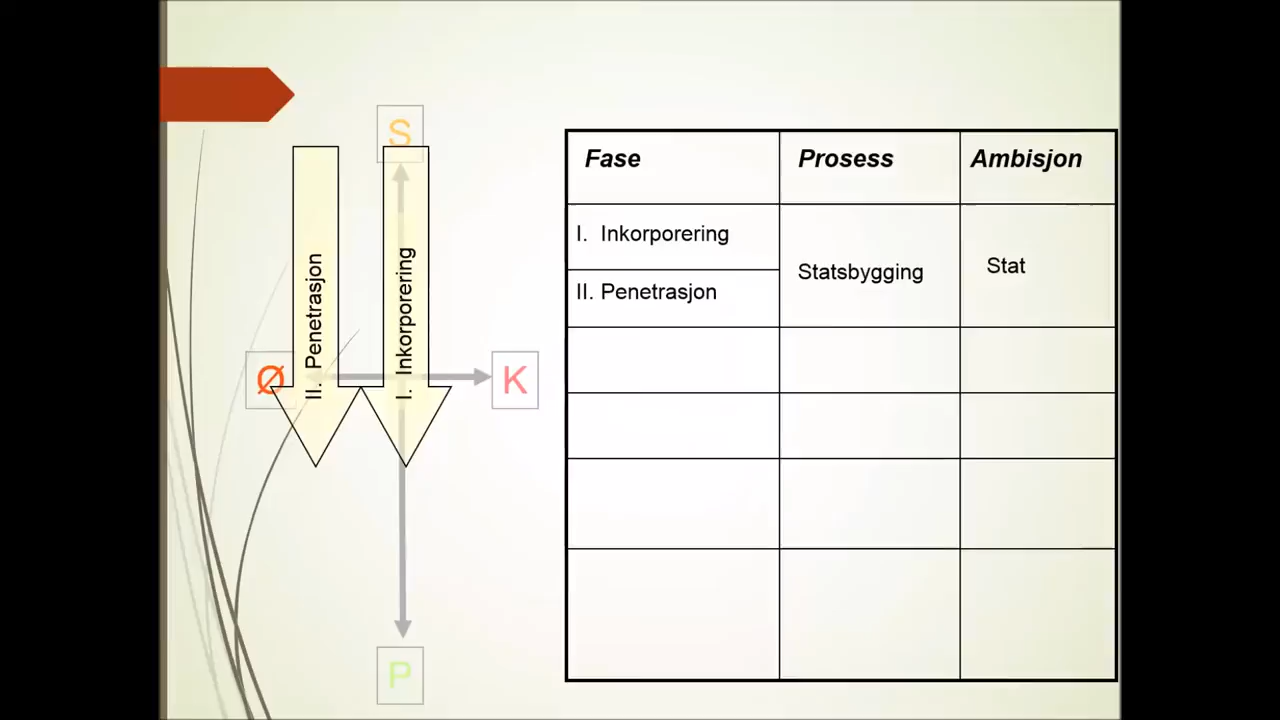 S
II. Penetrasjon
I. Inkorporering
Ø
K
P
Fase Prosess Ambisjon
I. Inkorporering
Statsbygging Stat
II. Penetrasjon